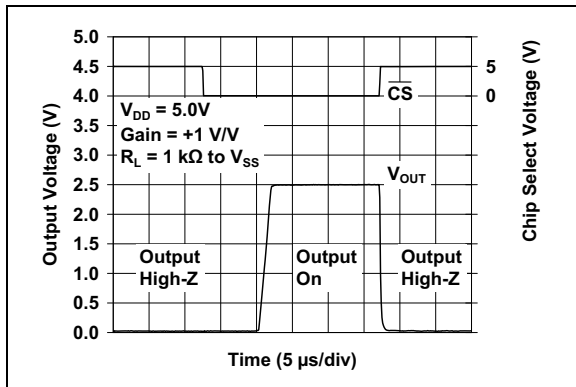 Output Voltage (V)
5.0
4.5
4.0
3.5
3.0
2.5
2.0
1.5
1.0
0.5
0.0
V_DD = 5.0V
Gain = +1 V/V
R_L = 1 kΩ to V_SS
CS
V_OUT
Output
High-Z
Output
On
Output
High-Z
5
0
Chip Select Voltage (V)
Time (5 µs/div)